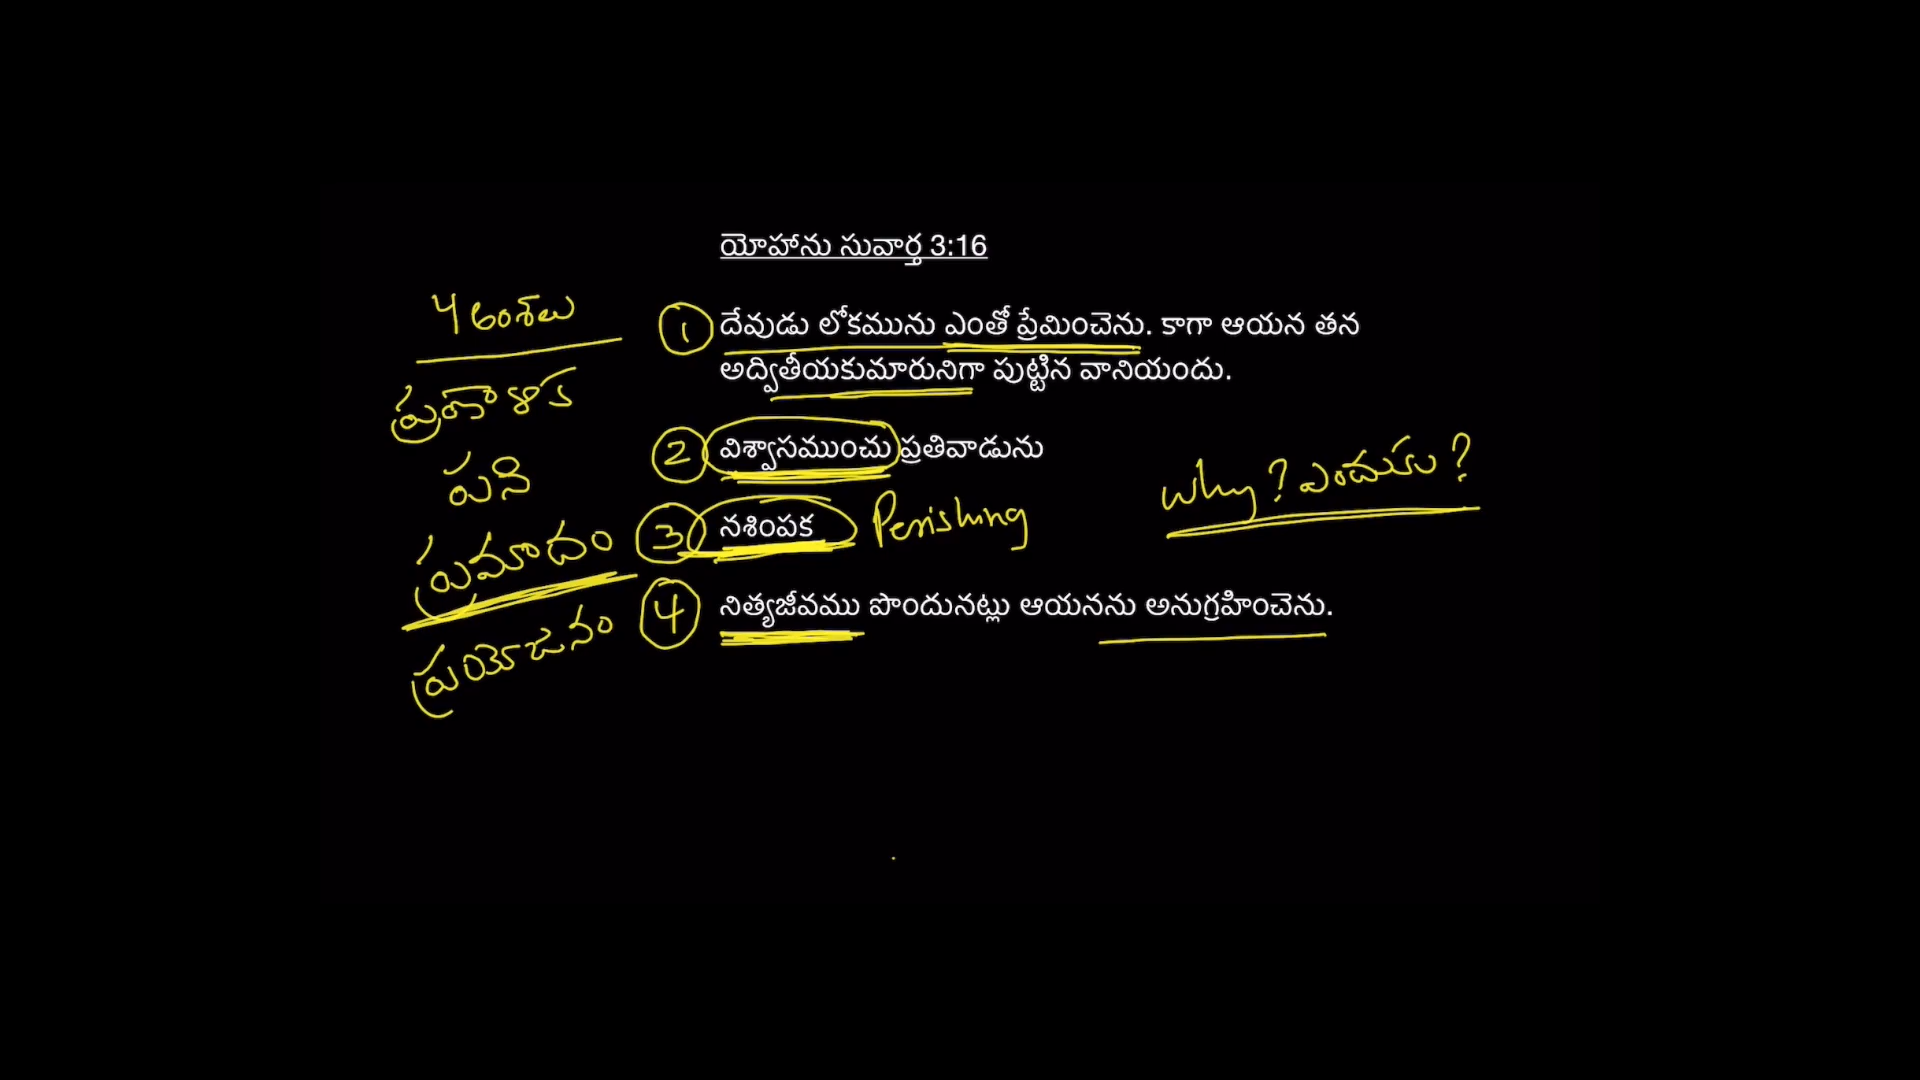 యోహాను సువార్త 3:16
4 అంశాలు
① దేవుడు లోకమును ఎంతో ప్రేమించెను. కాగా ఆయన తన
అద్వితీయకుమారునిగా పుట్టిన వానియందు.
ప్రణాళిక
② విశ్వాసముంచు ప్రతివాడును
పని
why? ఎందుకు?
③ నశింపక Perishing
ప్రమాదం
④ నిత్యజీవము పొందునట్లు ఆయనను అనుగ్రహించెను.
ప్రయోజనం